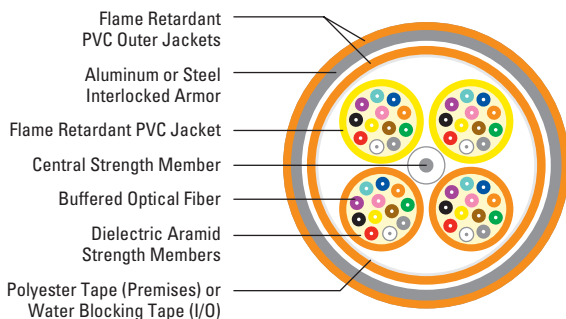 Flame Retardant
PVC Outer Jackets
Aluminum or Steel
Interlocked Armor
Flame Retardant PVC Jacket
Central Strength Member
Buffered Optical Fiber
Dielectric Aramid
Strength Members
Polyester Tape (Premises) or
Water Blocking Tape (I/O)